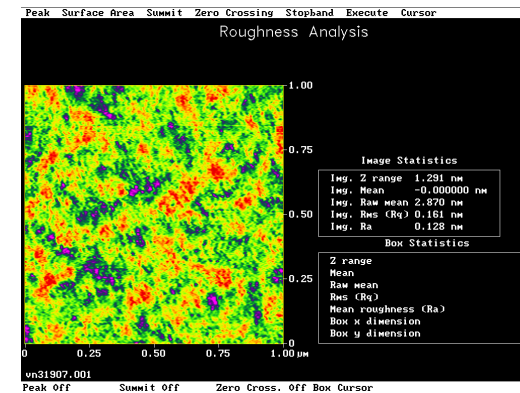 Peak Surface Area Summit Zero Crossing Stopband Execute Cursor
Roughness Analysis
1.00
0.75
0.50
0.25
0
0 0.25 0.50 0.75 1.00 µm
Image Statistics
Img. Z range 1.291 nm
Img. Mean -0.000000 nm
Img. Raw mean 2.870 nm
Img. Rms (Rq) 0.161 nm
Img. Ra 0.128 nm
Box Statistics
Z range
Mean
Raw mean
Rms (Rq)
Mean roughness (Ra)
Box x dimension
Box y dimension
vn31907.001
Peak Off Summit Off Zero Cross. Off Box Cursor